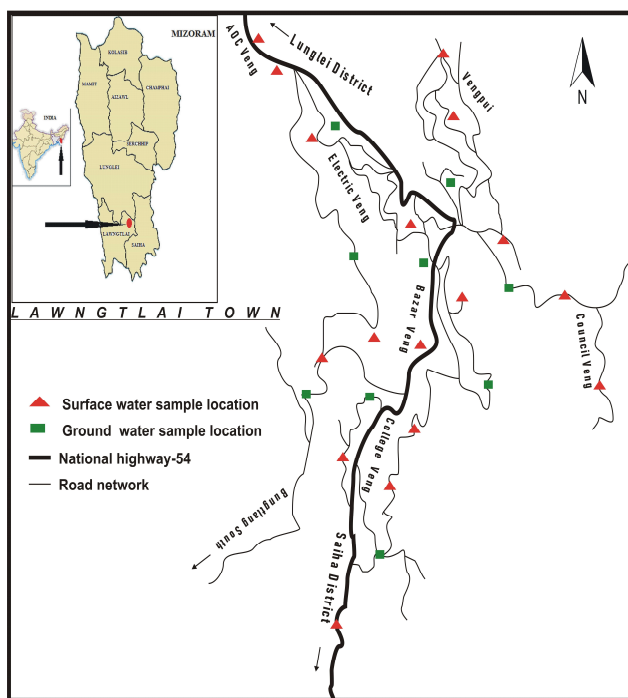 MIZORAM
KOLASIB
MAMIT
AIZAWL
CHAMPHAI
INDIA
SERCHHIP
LUNGLEI
LAWNGTLAI
SAIHA
LAWNGTLAI TOWN
AOC Veng
Lunglei District
Vengpui
N
Electric Veng
Bazar Veng
Council Veng
Surface water sample location
Ground water sample location
National highway-54
Road network
College Veng
Bungtlang South
Saiha District